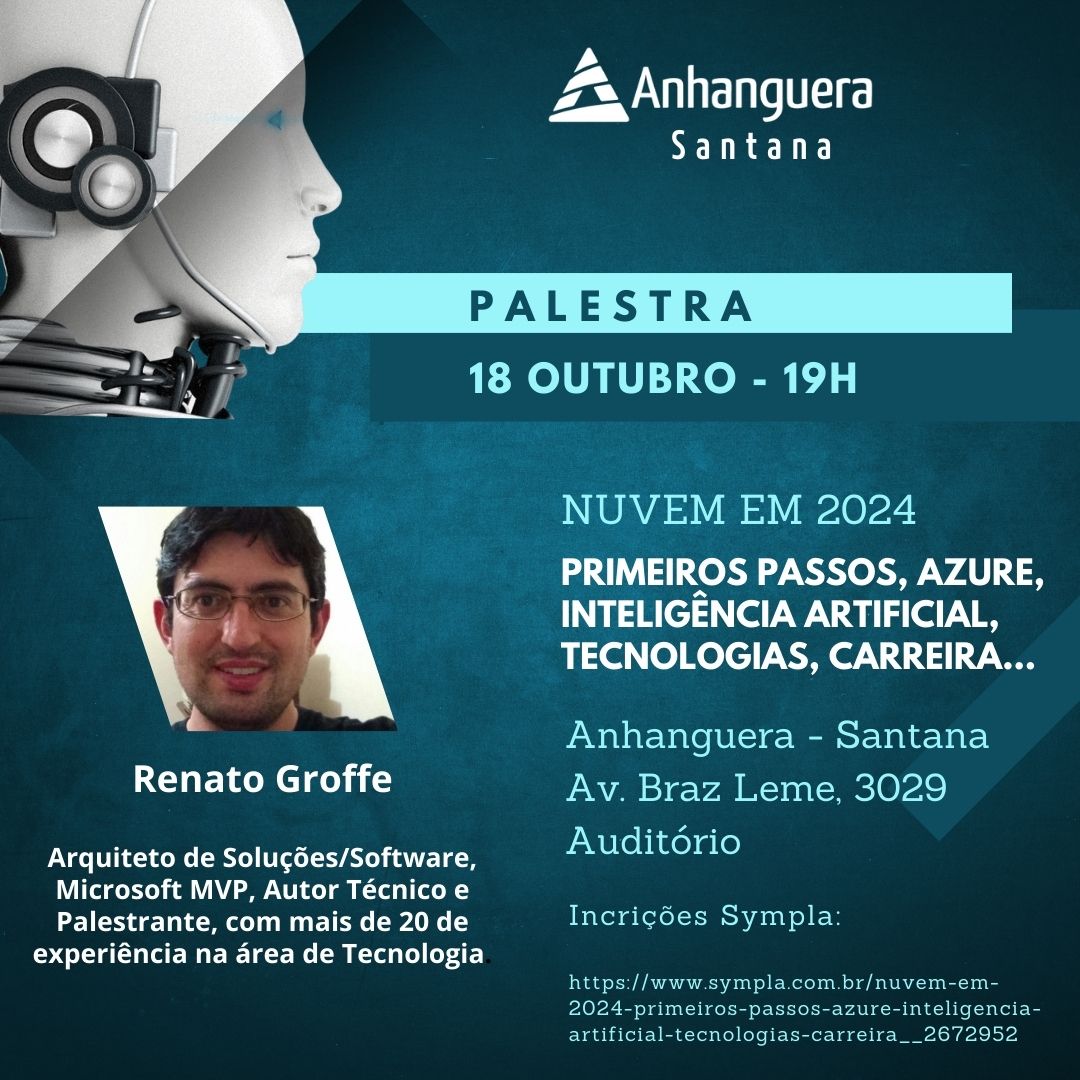 Anhanguera
Santana
PALESTRA
18 OUTUBRO - 19H
NUVEM EM 2024
PRIMEIROS PASSOS, AZURE,
INTELIGÊNCIA ARTIFICIAL,
TECNOLOGIAS, CARREIRA...
Renato Groffe
Arquiteto de Soluções/Software,
Microsoft MVP, Autor Técnico e
Palestrante, com mais de 20 de
experiência na área de Tecnologia.
Anhanguera - Santana
Av. Braz Leme, 3029
Auditório
Incrições Sympla:
https://www.sympla.com.br/nuvem-em-
2024-primeiros-passos-azure-inteligencia-
artificial-tecnologias-carreira__2672952